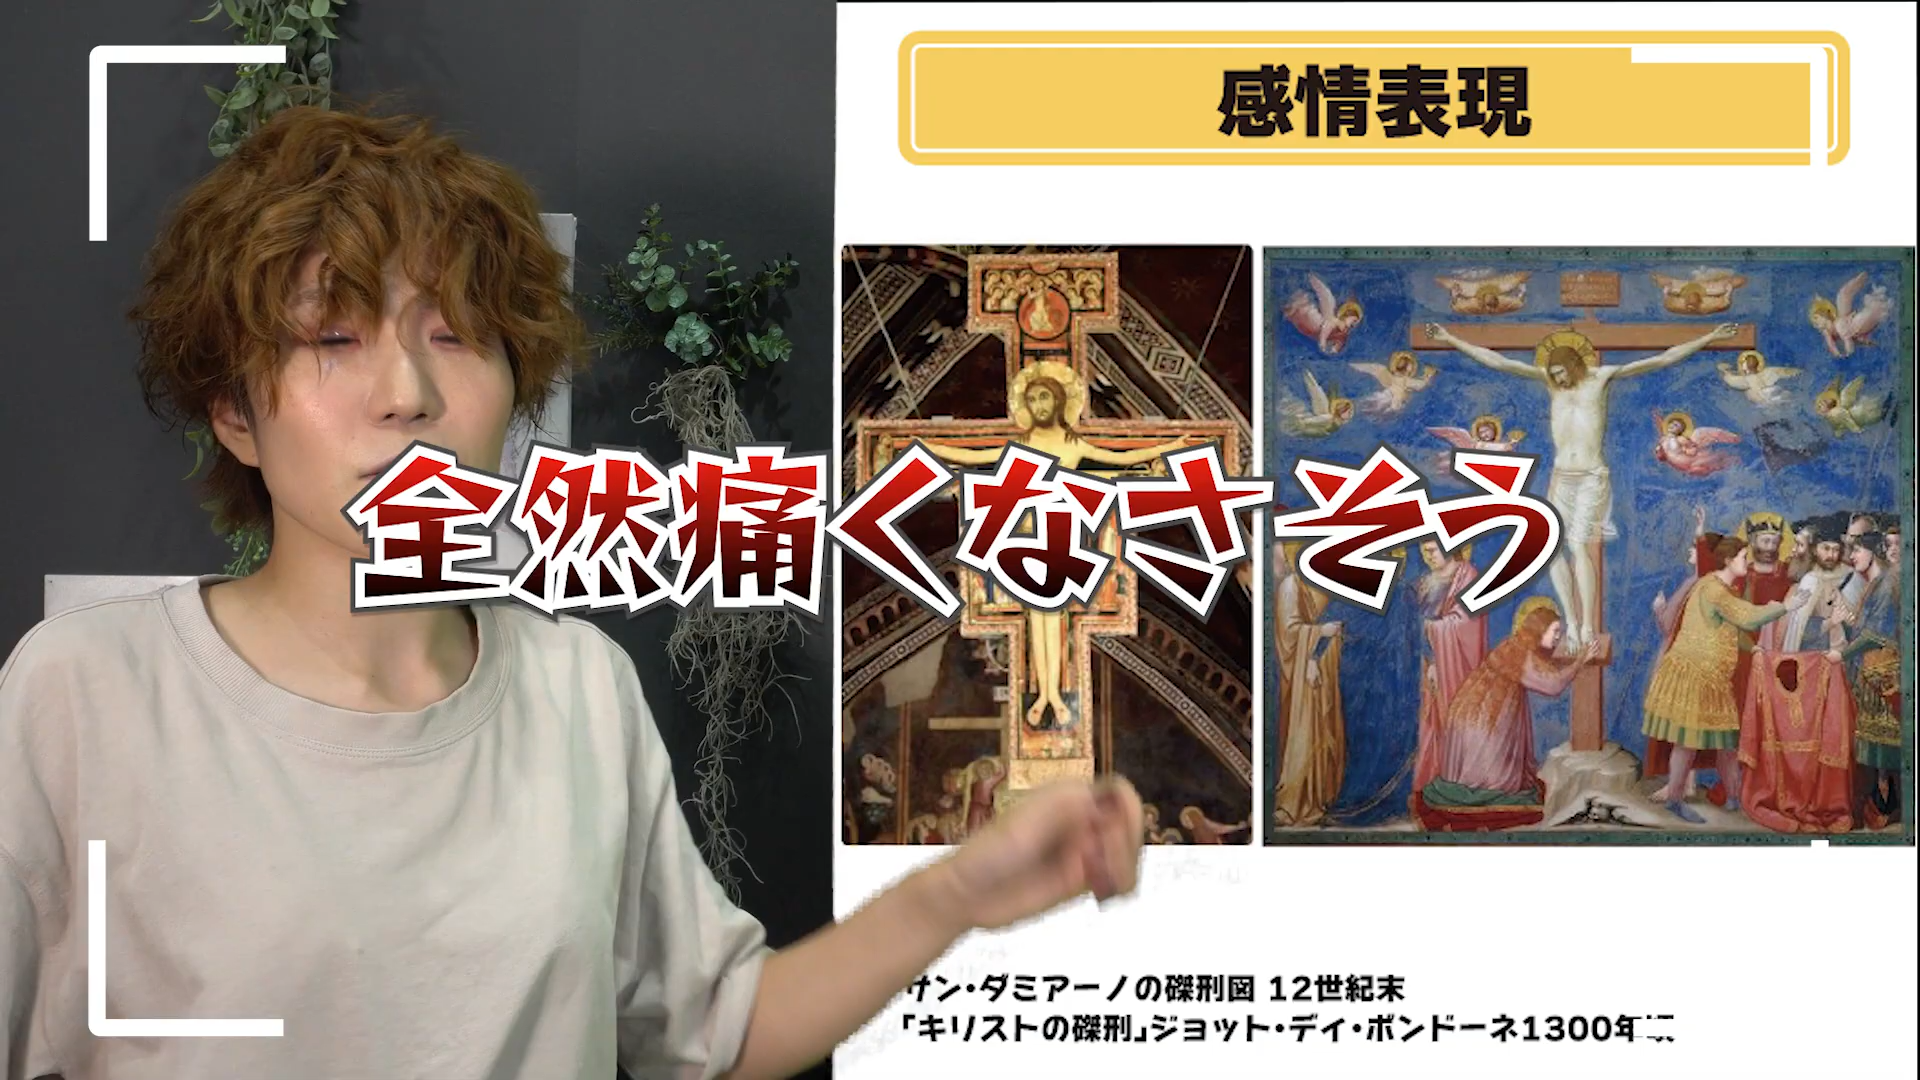 感情表現
全然痛くなさそう
サン・ダミアーノの磔刑図 12世紀末
「キリストの磔刑」ジョット・ディ・ボンドーネ1300年頃